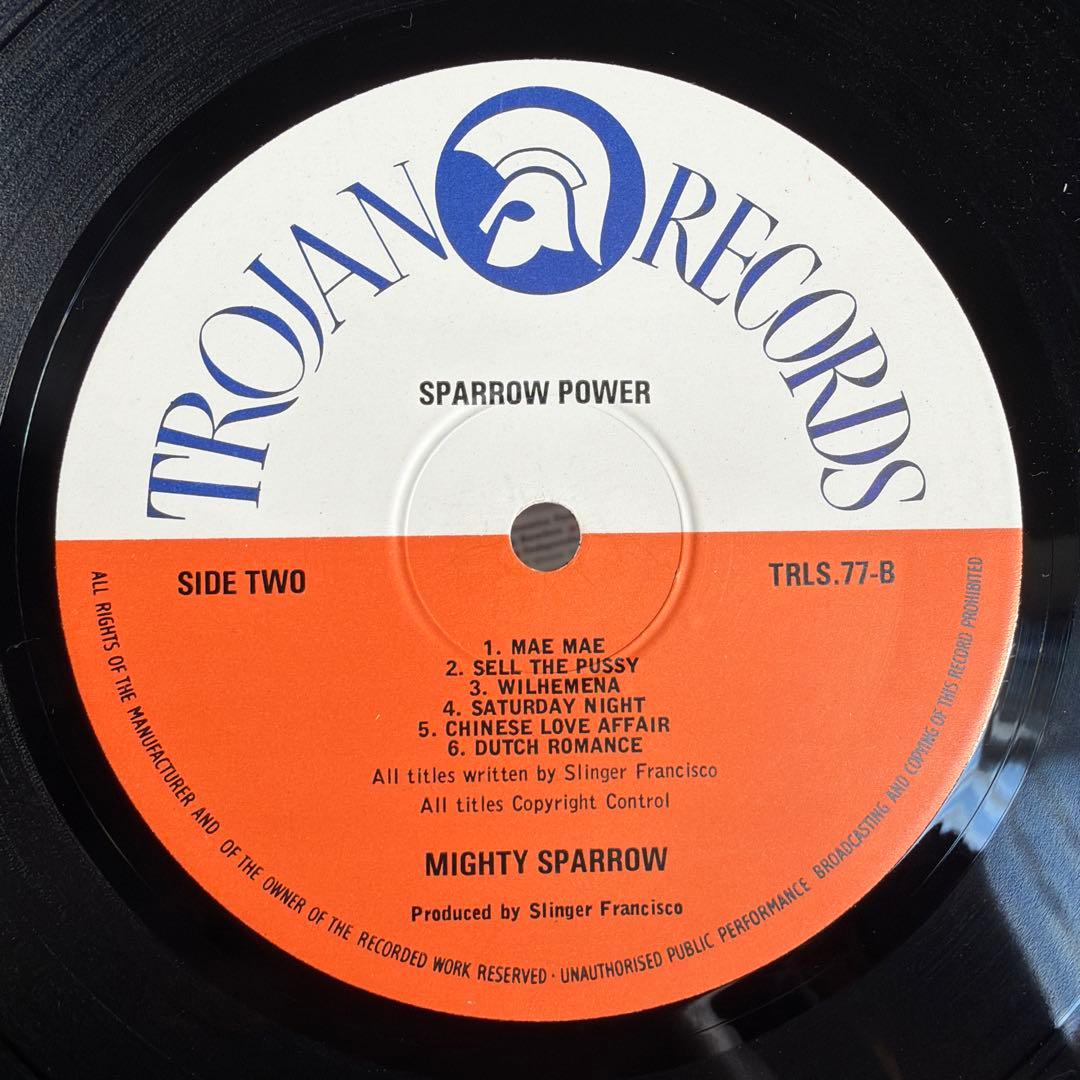 TROJAN RECORDS
SPARROW POWER
SIDE TWO
TRLS.77-B
1. MAE MAE
2. SELL THE PUSSY
3. WILHEMENA
4. SATURDAY NIGHT
5. CHINESE LOVE AFFAIR
6. DUTCH ROMANCE
All titles written by Slinger Francisco
All titles Copyright Control
MIGHTY SPARROW
Produced by Slinger Francisco
ALL RIGHTS OF THE MANUFACTURER AND OF THE OWNER OF THE RECORDED WORK RESERVED · UNAUTHORISED PUBLIC PERFORMANCE BROADCASTING AND COPYING OF THIS RECORD PROHIBITED